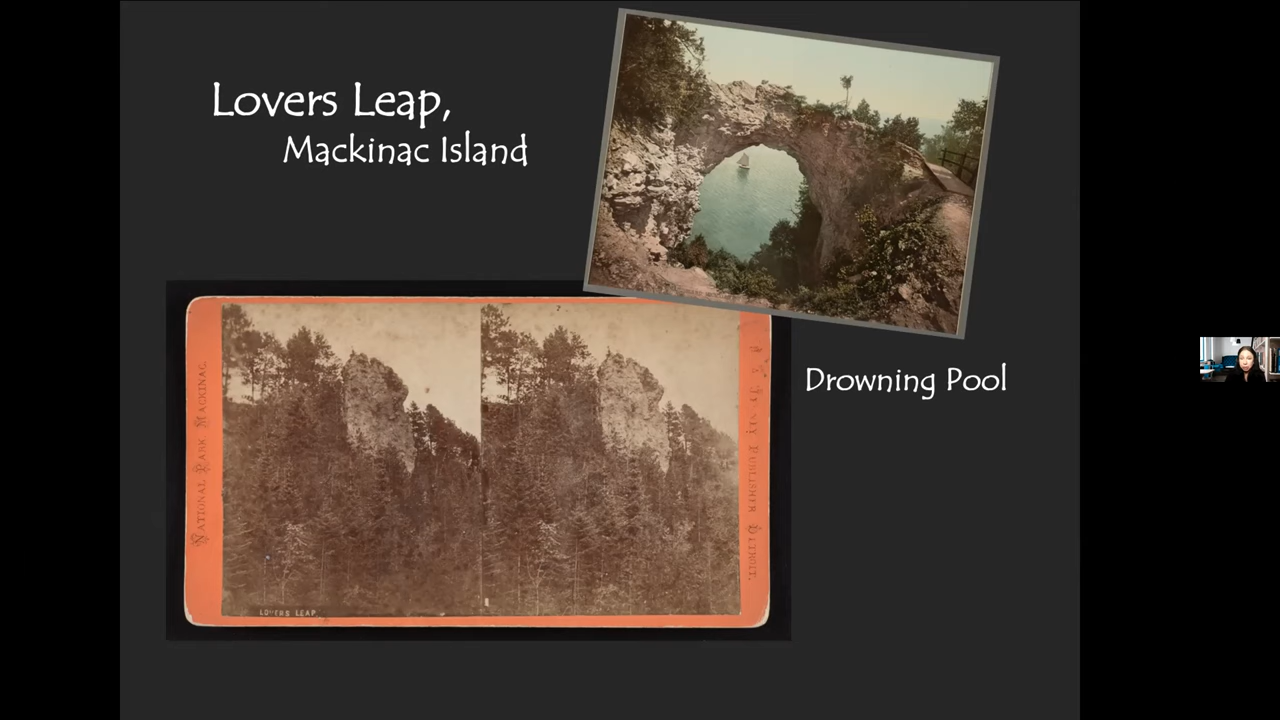 Lovers Leap,
Mackinac Island
Drowning Pool
NATIONAL PARK MACKINAC.
PUBLISHER DETROIT.
LOVERS LEAP.